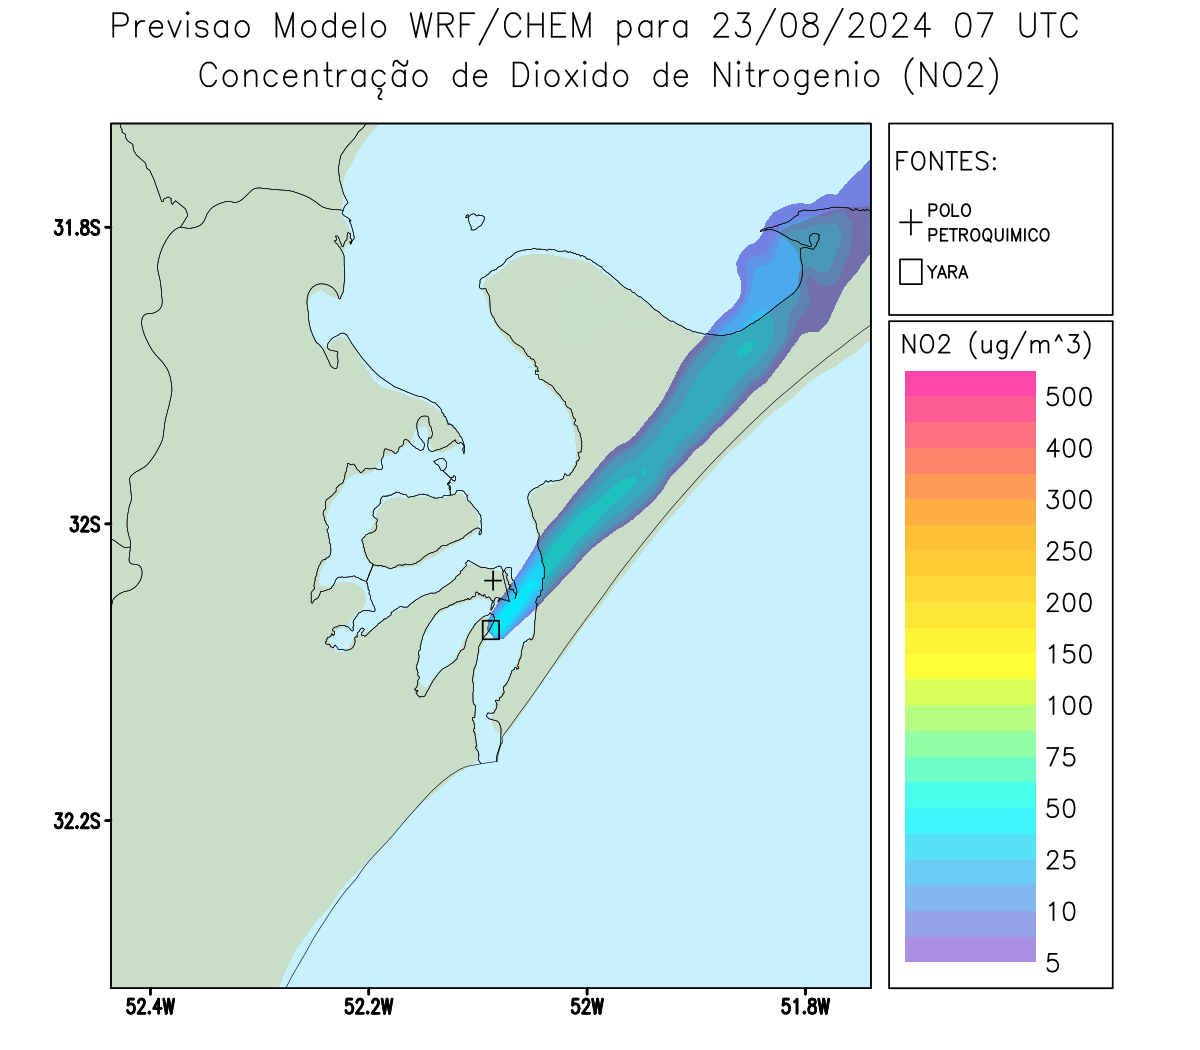 Previsao Modelo WRF/CHEM para 23/08/2024 07 UTC
Concentração de Dioxido de Nitrogenio (NO2)
FONTES:
POLO
PETROQUIMICO
YARA
NO2 (ug/m^3)
500
400
300
250
200
150
100
75
50
25
10
5
31.8S
32S
32.2S
52.4W
52.2W
52W
51.8W